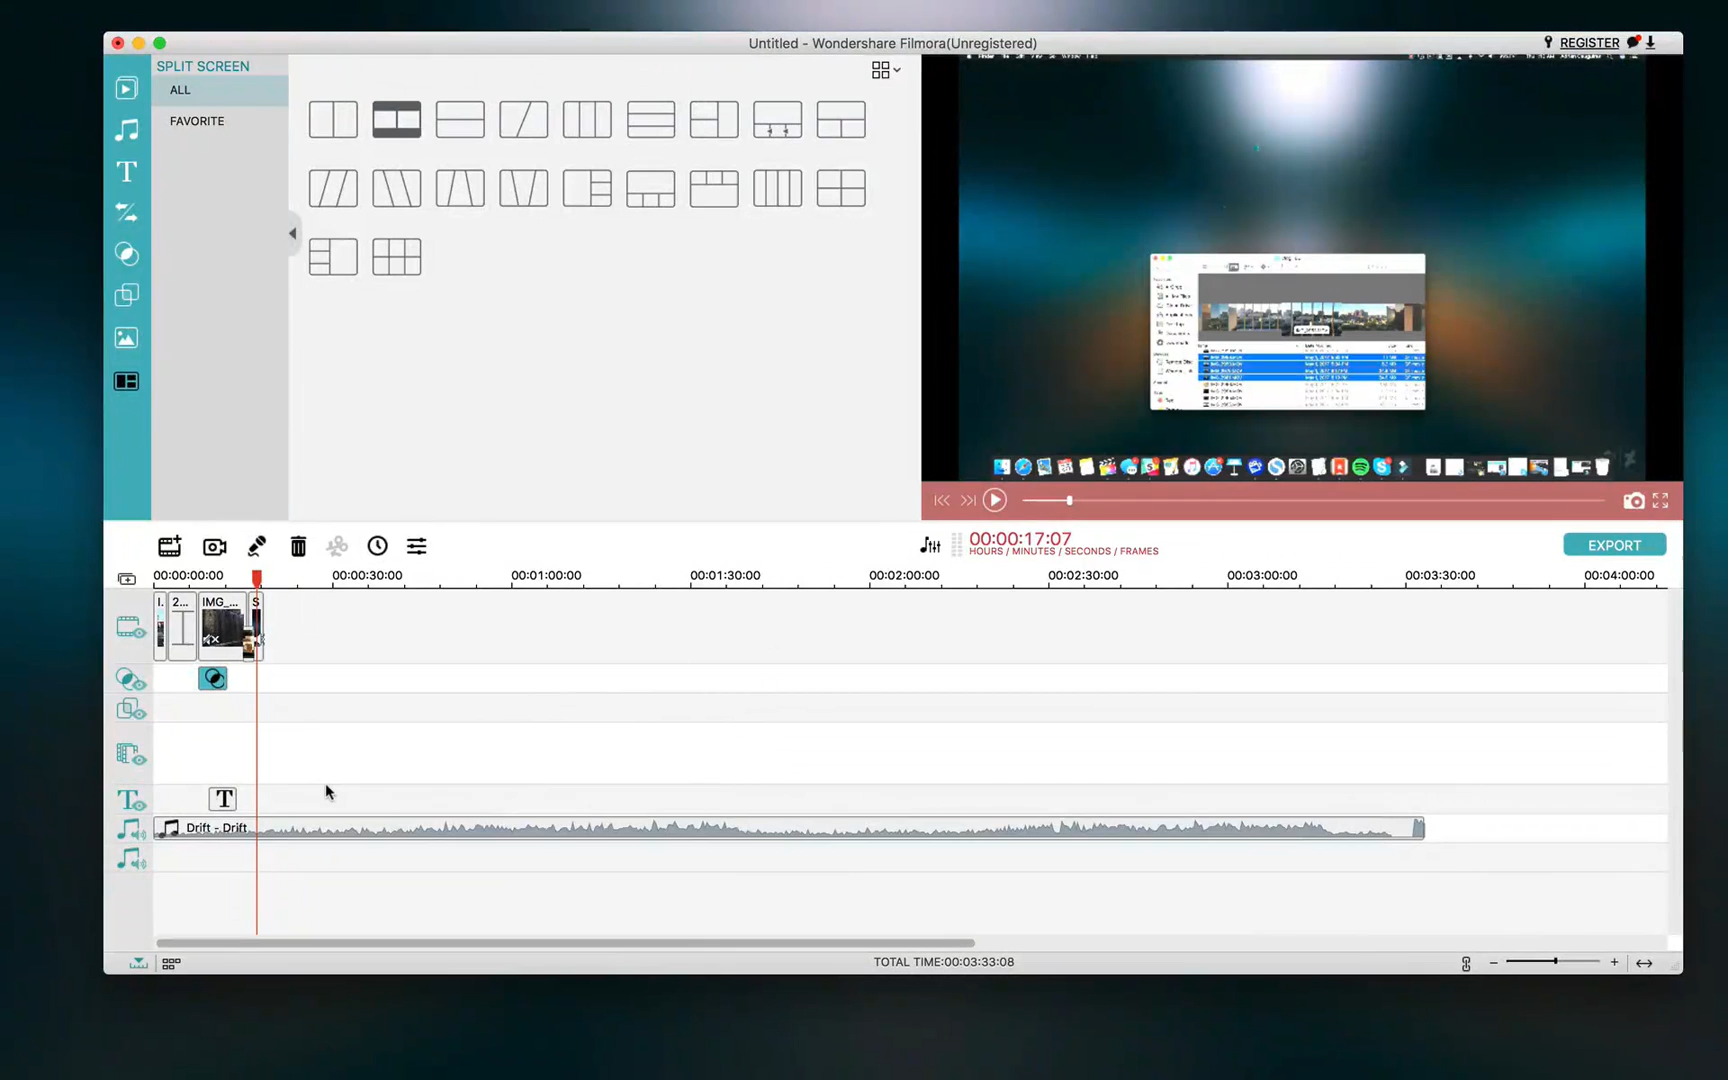 Untitled - Wondershare Filmora(Unregistered)
REGISTER
SPLIT SCREEN
ALL
FAVORITE
00:00:17:07
HOURS / MINUTES / SECONDS / FRAMES
EXPORT
00:00:00:00
00:00:30:00
00:01:00:00
00:01:30:00
00:02:00:00
00:02:30:00
00:03:00:00
00:03:30:00
00:04:00:00
I.
2...
IMG_...
S
T
Drift - Drift
TOTAL TIME:00:03:33:08